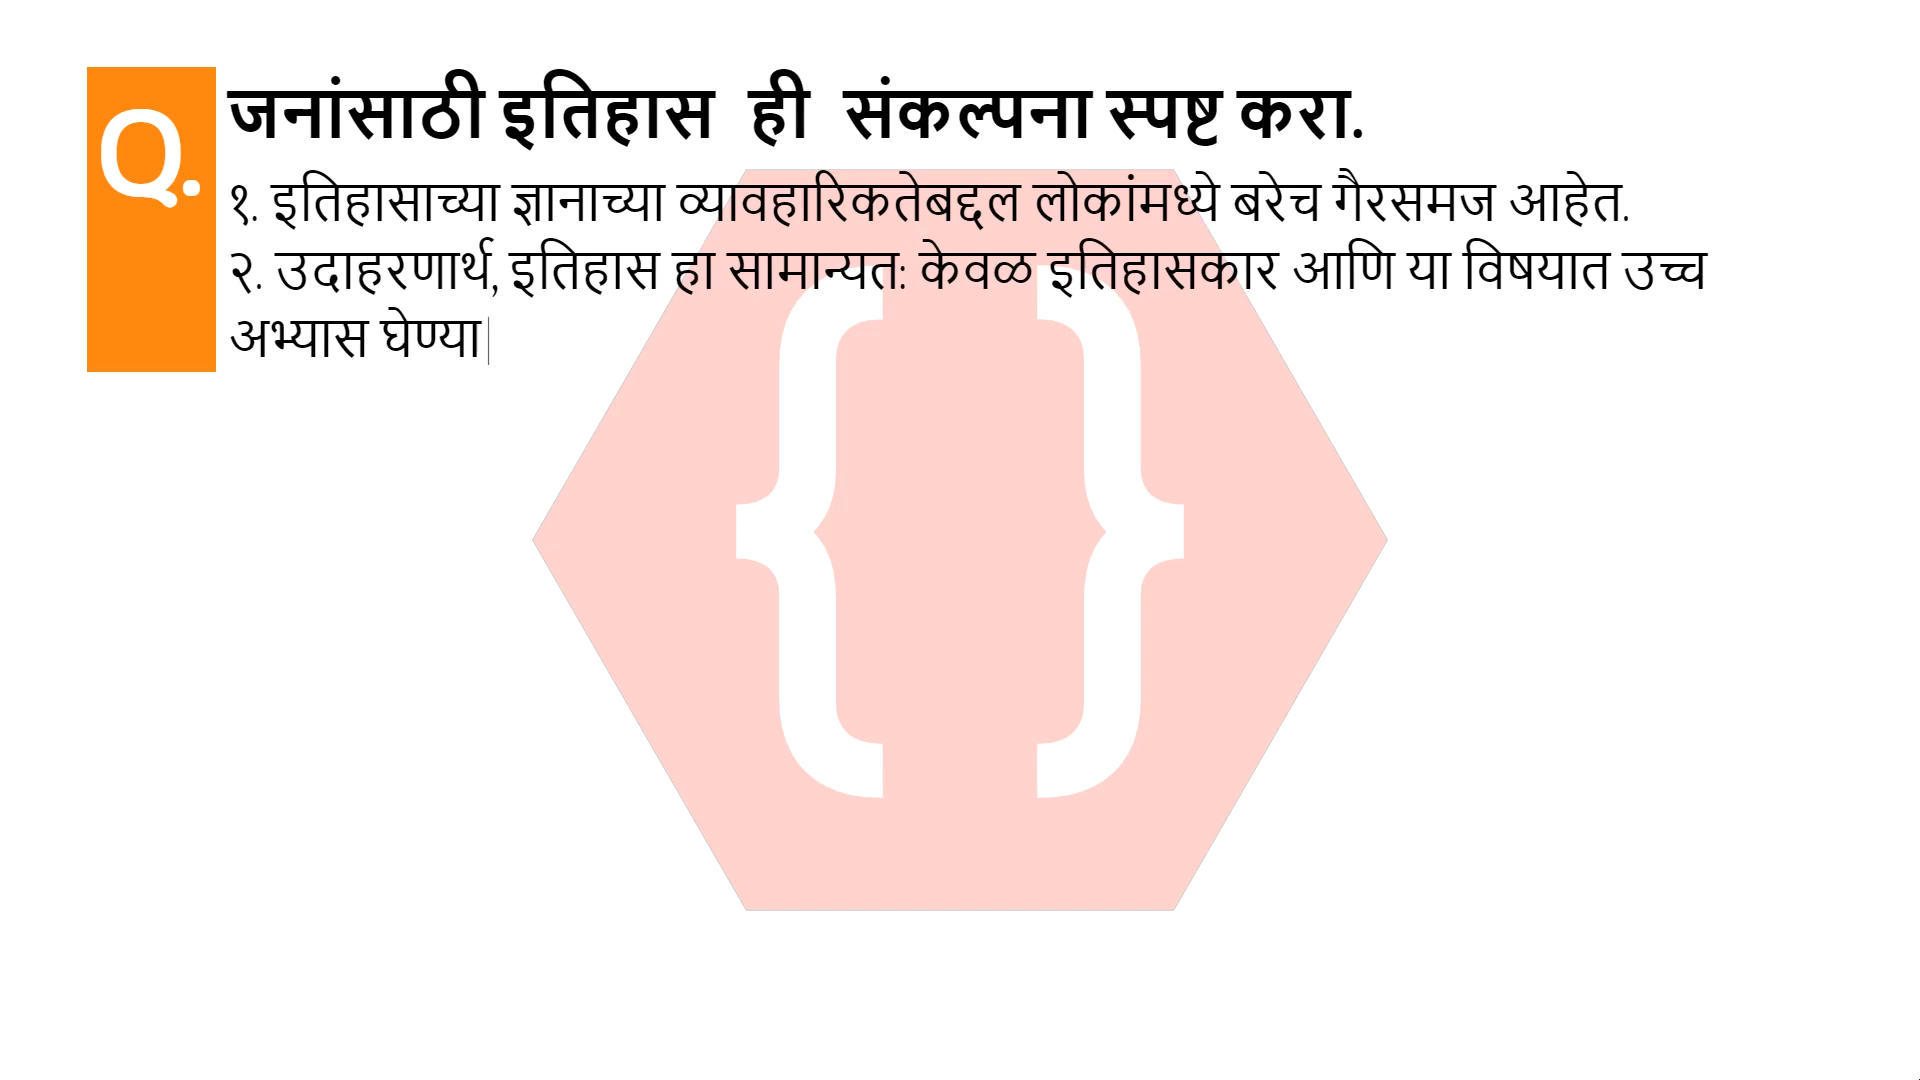 Q.
जनांसाठी इतिहास ही संकल्पना स्पष्ट करा.
१. इतिहासाच्या ज्ञानाच्या व्यावहारिकतेबद्दल लोकांमध्ये बरेच गैरसमज आहेत.
२. उदाहरणार्थ, इतिहास हा सामान्यत: केवळ इतिहासकार आणि या विषयात उच्च
अभ्यास घेण्या